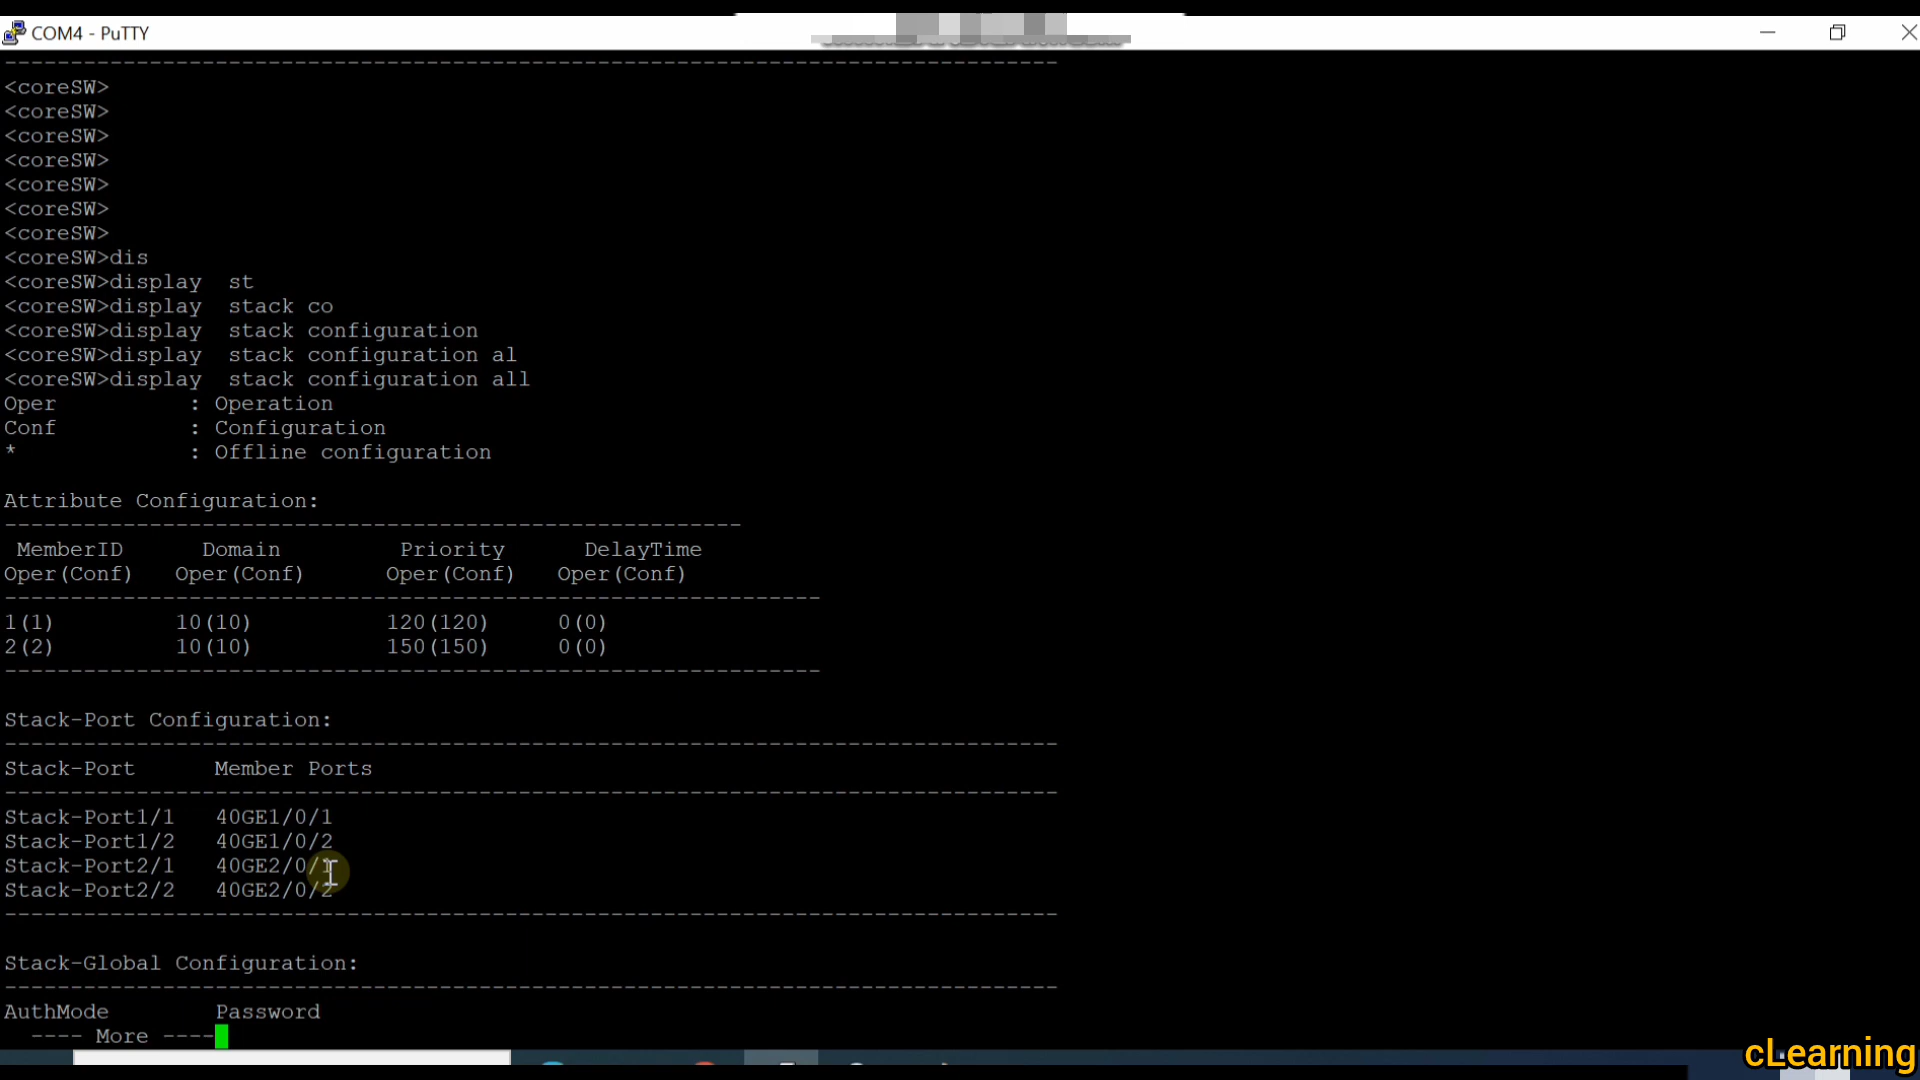 COM4 - PuTTY
--------------------------------------------------------------------------------
<coreSW>
<coreSW>
<coreSW>
<coreSW>
<coreSW>
<coreSW>
<coreSW>
<coreSW>dis
<coreSW>display  st
<coreSW>display  stack co
<coreSW>display  stack configuration
<coreSW>display  stack configuration al
<coreSW>display  stack configuration all
Oper          : Operation
Conf          : Configuration
*             : Offline configuration
Attribute Configuration:
--------------------------------------------------------
 MemberID      Domain         Priority      DelayTime
Oper(Conf)   Oper(Conf)      Oper(Conf)   Oper(Conf)
--------------------------------------------------------------
1(1)         10(10)          120(120)     0(0)
2(2)         10(10)          150(150)     0(0)
--------------------------------------------------------------
Stack-Port Configuration:
--------------------------------------------------------------------------------
Stack-Port      Member Ports
--------------------------------------------------------------------------------
Stack-Port1/1   40GE1/0/1
Stack-Port1/2   40GE1/0/2
Stack-Port2/1   40GE2/0/1
Stack-Port2/2   40GE2/0/2
--------------------------------------------------------------------------------
Stack-Global Configuration:
--------------------------------------------------------------------------------
AuthMode        Password
  ---- More ----
cLearning